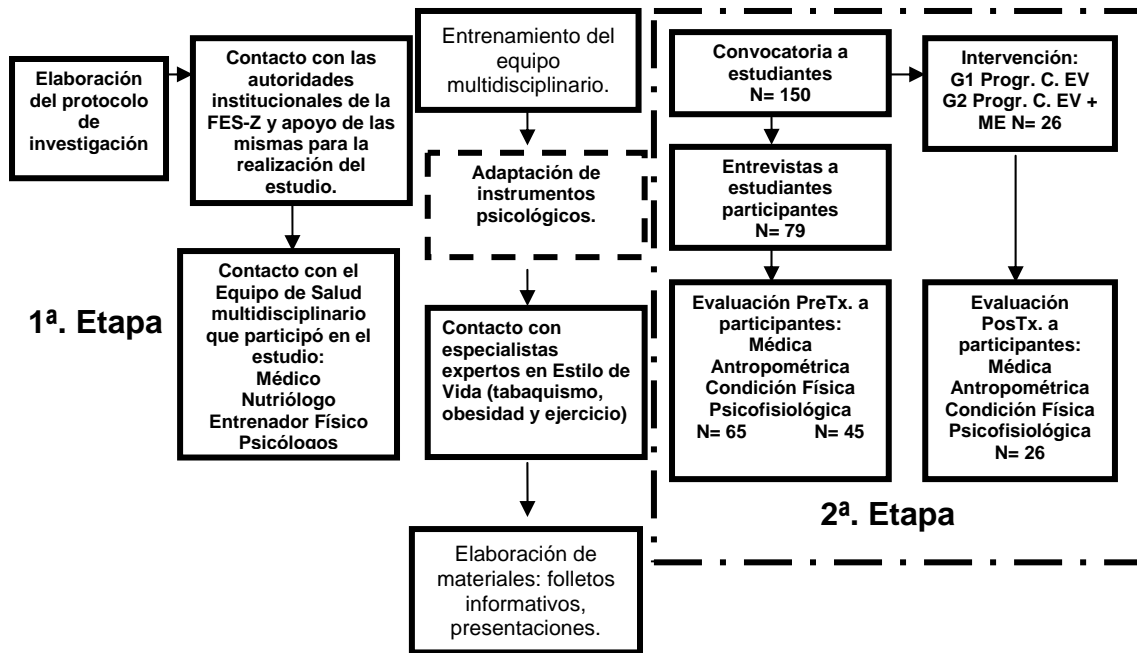 Elaboración
del protocolo
de
investigación
Contacto con las
autoridades
institucionales de la
FES-Z y apoyo de las
mismas para la
realización del
estudio.
1ª. Etapa
Contacto con el
Equipo de Salud
multidisciplinario
que participó en el
estudio:
Médico
Nutriólogo
Entrenador Físico
Psicólogos
Entrenamiento del
equipo
multidisciplinario.
Adaptación de
instrumentos
psicológicos.
Contacto con
especialistas
expertos en Estilo de
Vida (tabaquismo,
obesidad y ejercicio)
Elaboración de
materiales: folletos
informativos,
presentaciones.
Convocatoria a
estudiantes
N= 150
Entrevistas a
estudiantes
participantes
N= 79
Evaluación PreTx. a
participantes:
Médica
Antropométrica
Condición Física
Psicofisiológica
N= 65 N= 45
Intervención:
G1 Progr. C. EV
G2 Progr. C. EV +
ME N= 26
Evaluación
PosTx. a
participantes:
Médica
Antropométrica
Condición Física
Psicofisiológica
N= 26
2ª. Etapa